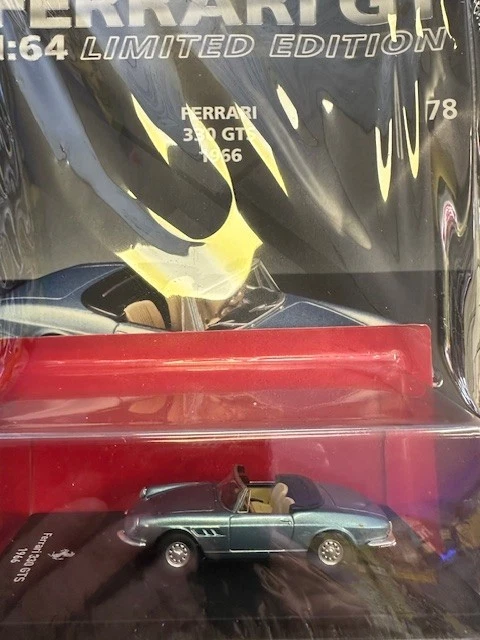 FERRARI GT
1:64 LIMITED EDITION
FERRARI
330 GTS
1966
78
Ferrari 330 GTS
1966